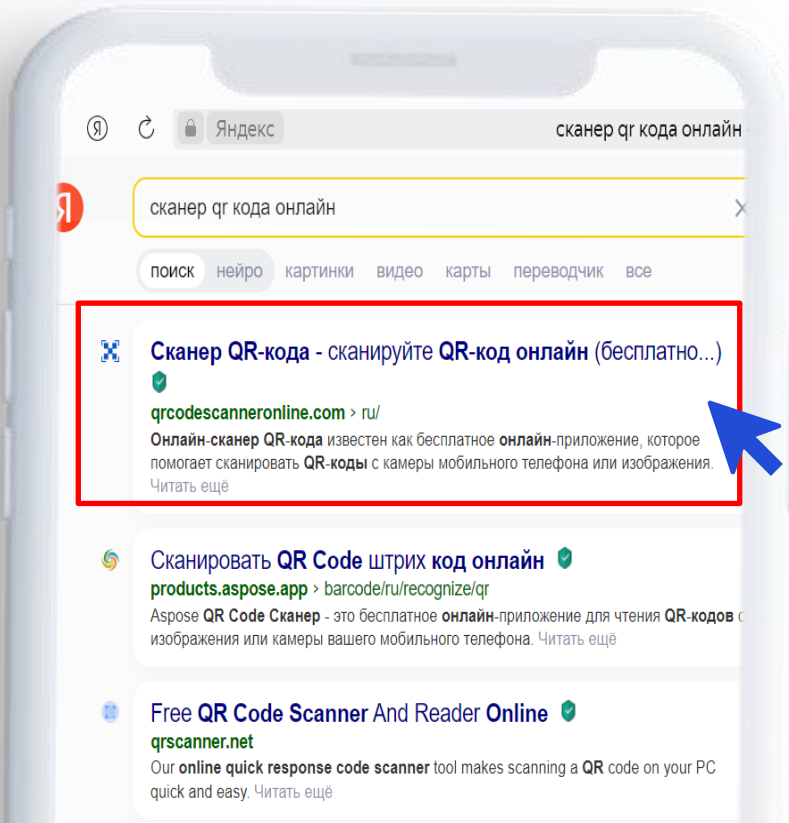 Яндекс сканер qr кода онлайн
Я
сканер qr кода онлайн
поиск нейро картинки видео карты переводчик все
Сканер QR-кода - сканируйте QR-код онлайн (бесплатно...)
qrcodescanneronline.com › ru/
Онлайн-сканер QR-кода известен как бесплатное онлайн-приложение, которое
помогает сканировать QR-коды с камеры мобильного телефона или изображения.
Читать ещё
Сканировать QR Code штрих код онлайн
products.aspose.app › barcode/ru/recognize/qr
Aspose QR Code Сканер - это бесплатное онлайн-приложение для чтения QR-кодов с
изображения или камеры вашего мобильного телефона. Читать ещё
Free QR Code Scanner And Reader Online
qrscanner.net
Our online quick response code scanner tool makes scanning a QR code on your PC
quick and easy. Читать ещё